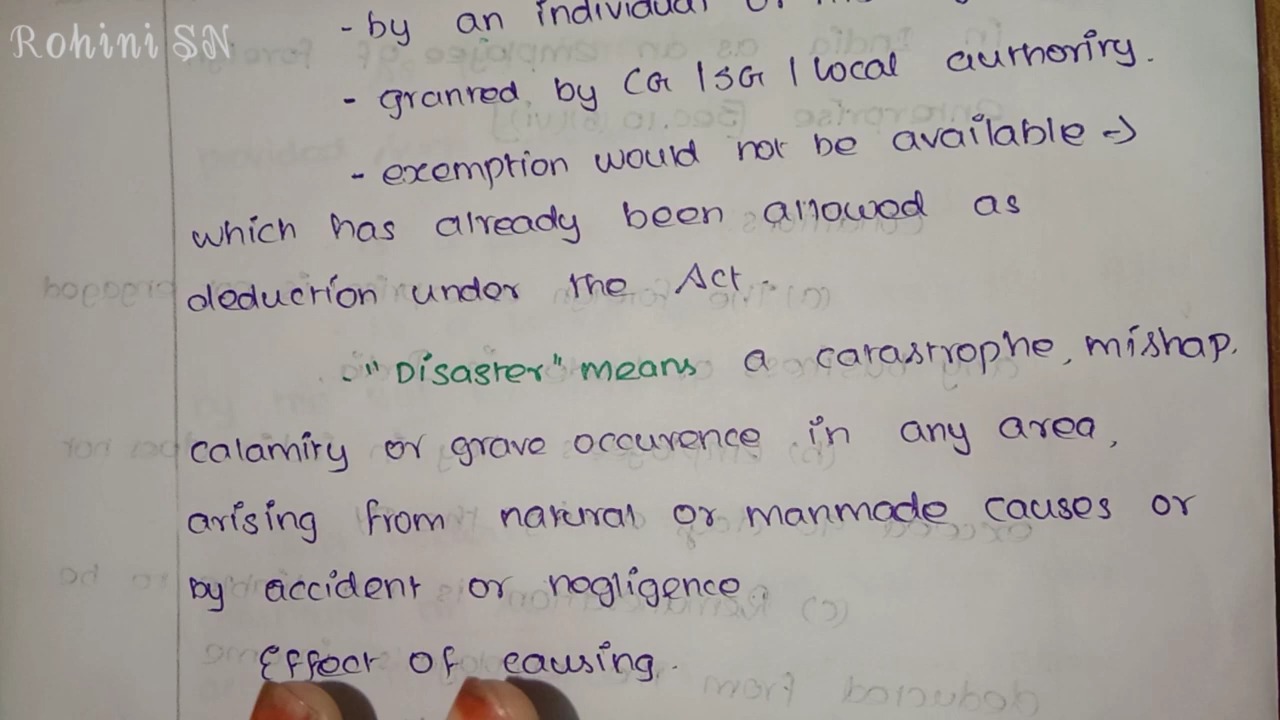 Rohini SN
- by an individual
- granted by CG / SG / local authority.
- exemption would not be available →
which has already been allowed as
deduction under the Act.
"Disaster" means a catastrophe, mishap,
calamity or grave occurence in any area,
arising from natural or manmade causes or
by accident or negligence
Effect of causing.